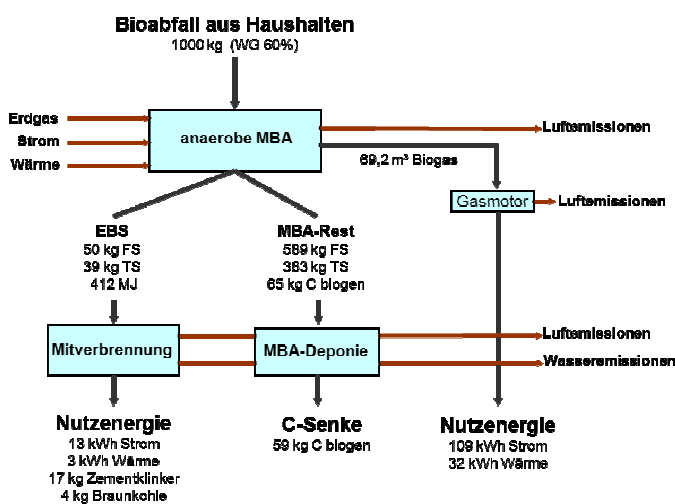 Bioabfall aus Haushalten
1000 kg (WG 60%)
Erdgas
Strom
Wärme
anaerobe MBA
Luftemissionen
69,2 m³ Biogas
Gasmotor
Luftemissionen
EBS
50 kg FS
39 kg TS
412 MJ
MBA-Rest
589 kg FS
383 kg TS
65 kg C biogen
Mitverbrennung
MBA-Deponie
Luftemissionen
Wasseremissionen
Nutzenergie
13 kWh Strom
3 kWh Wärme
17 kg Zementklinker
4 kg Braunkohle
C-Senke
59 kg C biogen
Nutzenergie
109 kWh Strom
32 kWh Wärme